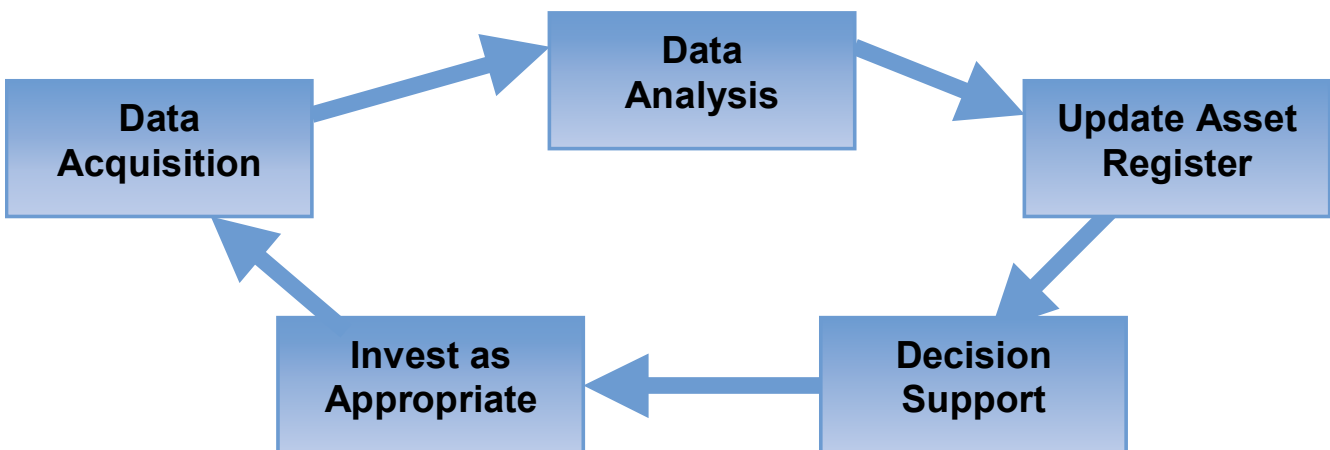 Data
Analysis
Data
Acquisition
Update Asset
Register
Invest as
Appropriate
Decision
Support